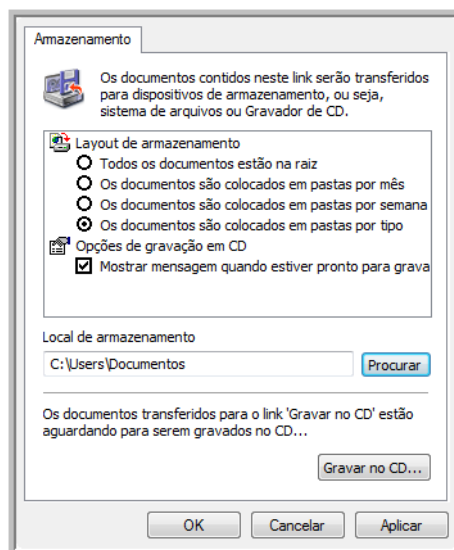 Armazenamento
Os documentos contidos neste link serão transferidos
para dispositivos de armazenamento, ou seja,
sistema de arquivos ou Gravador de CD.
Layout de armazenamento
Todos os documentos estão na raiz
Os documentos são colocados em pastas por mês
Os documentos são colocados em pastas por semana
Os documentos são colocados em pastas por tipo
Opções de gravação em CD
Mostrar mensagem quando estiver pronto para grava
Local de armazenamento
C:\Users\Documentos
Procurar
Os documentos transferidos para o link 'Gravar no CD' estão
aguardando para serem gravados no CD...
Gravar no CD...
OK
Cancelar
Aplicar